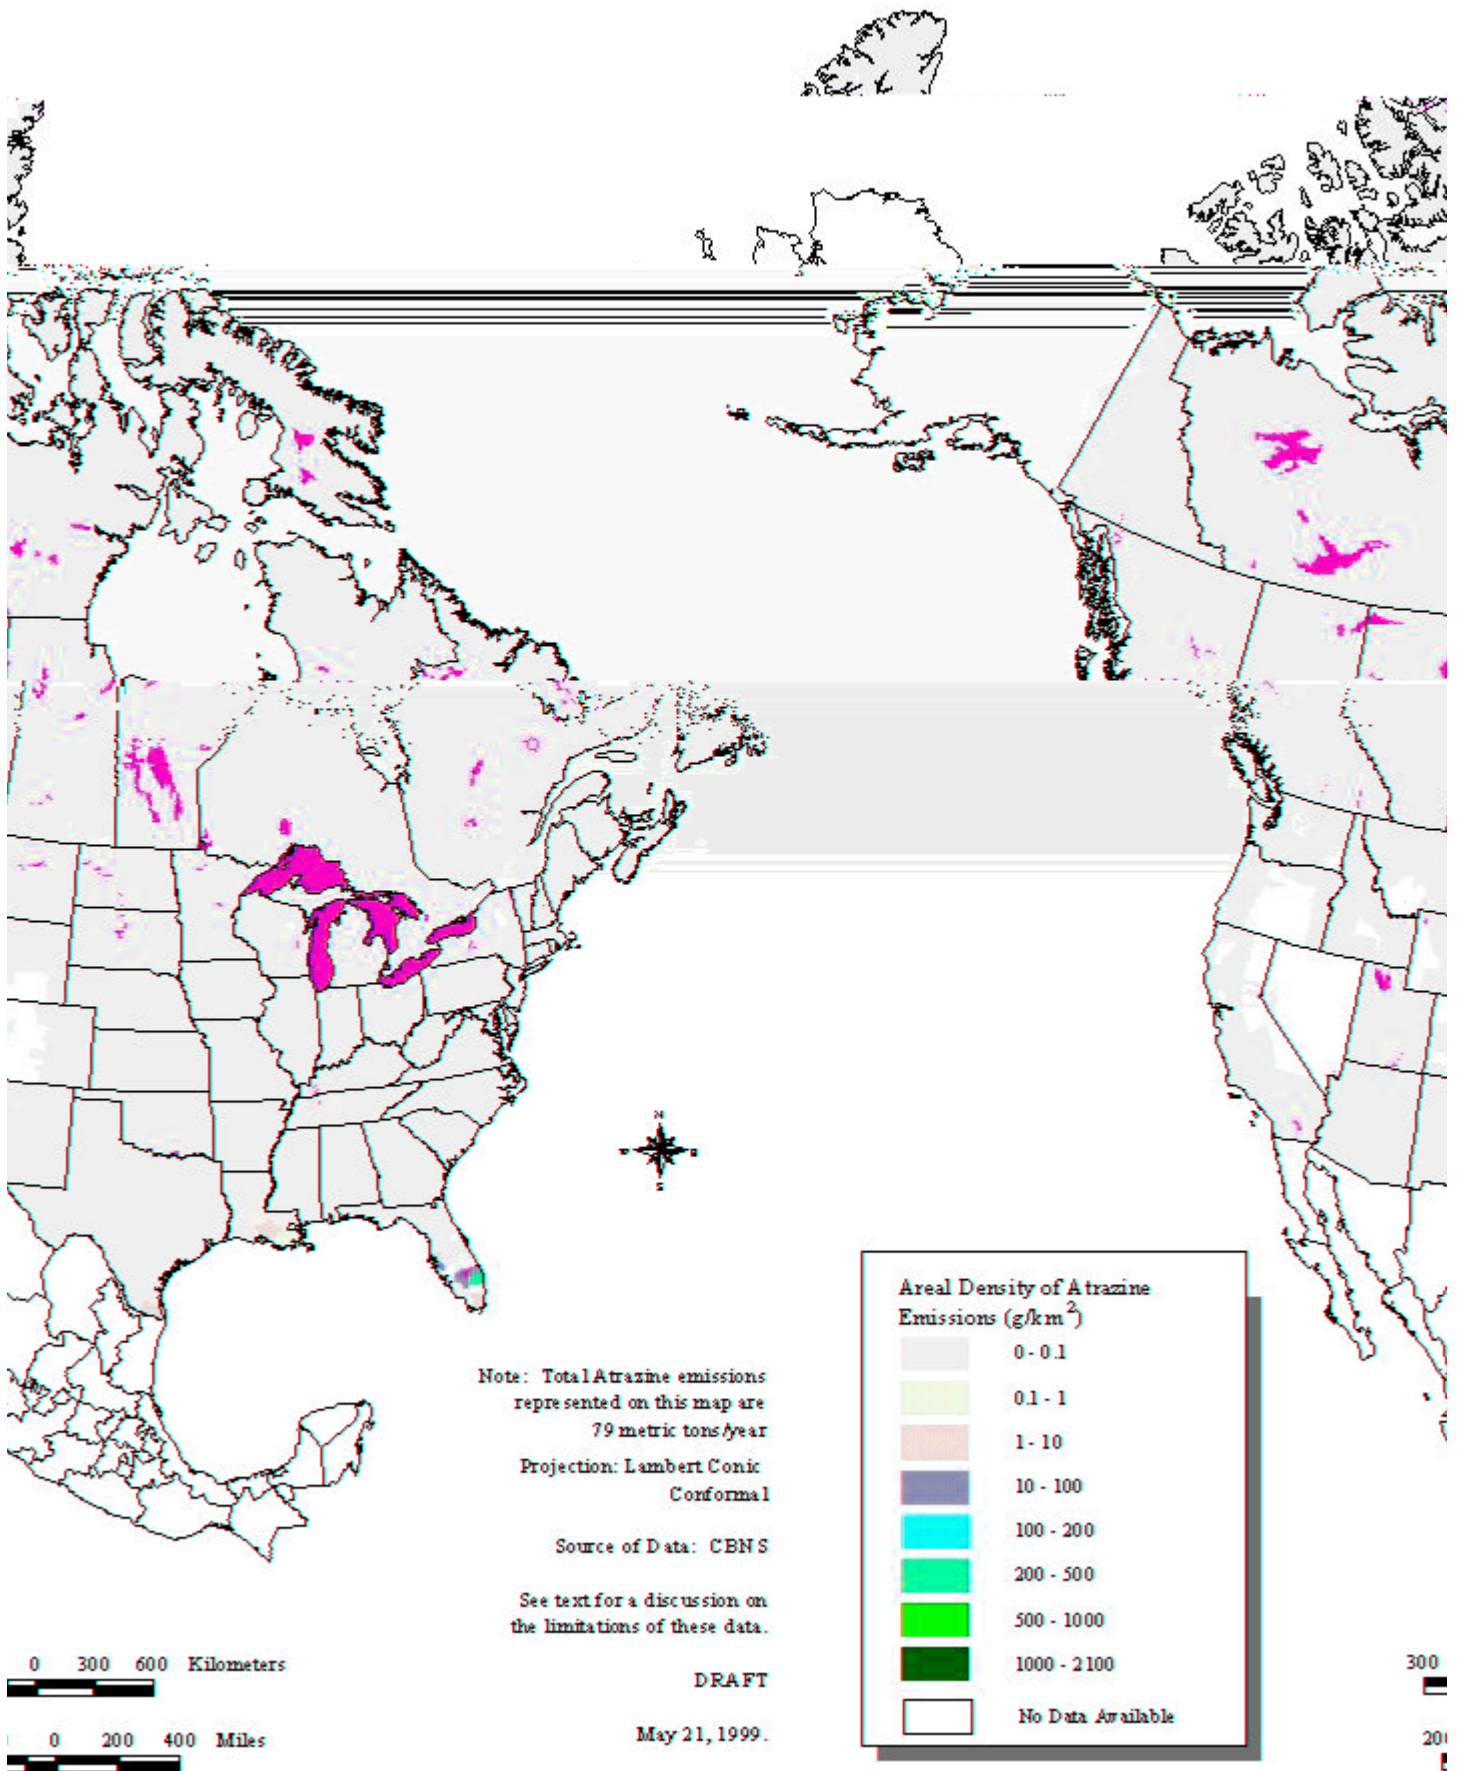 N
S
Areal Density of Atrazine
Emissions (g/km2)
0 - 0.1
0.1 - 1
1 - 10
10 - 100
100 - 200
200 - 500
500 - 1000
1000 - 2100
No Data Available
Note: Total Atrazine emissions
represented on this map are
79 metric tons/year
Projection: Lambert Conic
Conformal
Source of Data: CBNS
See text for a discussion on
the limitations of these data.
DRAFT
May 21, 1999.
0 300 600 Kilometers
0 200 400 Miles
300